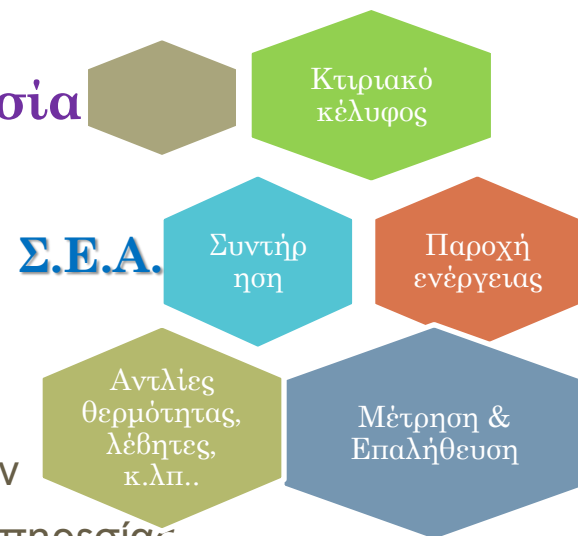 σία
Κτιριακό
κέλυφος
Σ.Ε.Α.
Συντήρ
ηση
Παροχή
ενέργειας
Αντλίες
θερμότητας,
λέβητες,
κ.λπ..
Μέτρηση &
Επαλήθευση
ν